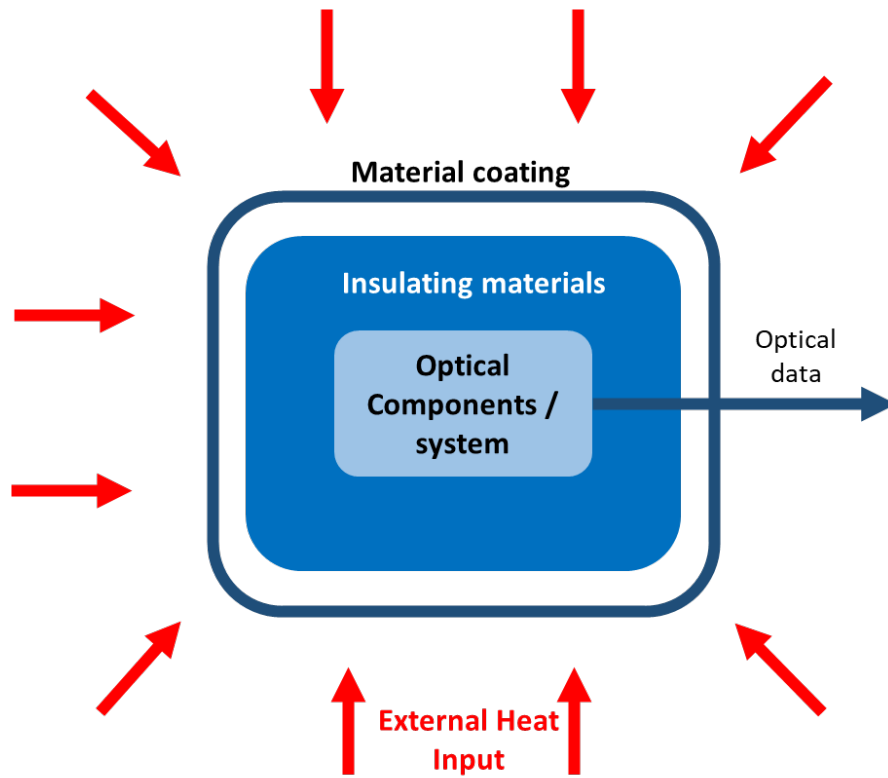 Material coating
Insulating materials
Optical
Components /
system
Optical
data
External Heat
Input